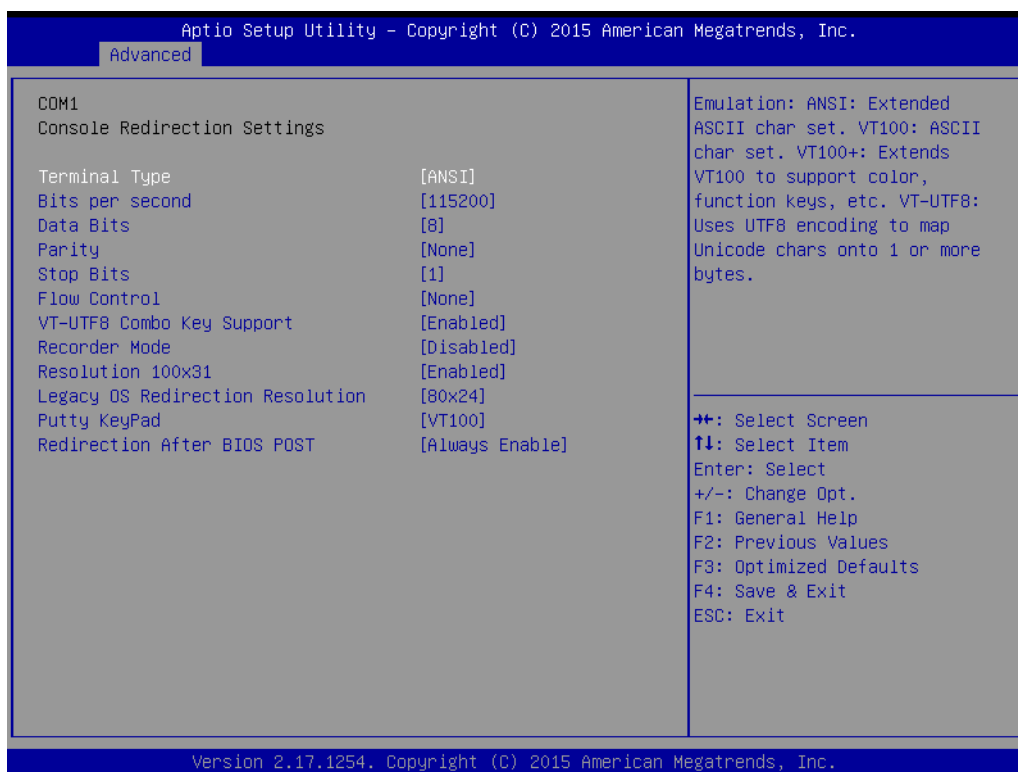 Aptio Setup Utility – Copyright (C) 2015 American Megatrends, Inc.
Advanced
COM1
Console Redirection Settings
Terminal Type [ANSI]
Bits per second [115200]
Data Bits [8]
Parity [None]
Stop Bits [1]
Flow Control [None]
VT-UTF8 Combo Key Support [Enabled]
Recorder Mode [Disabled]
Resolution 100x31 [Enabled]
Legacy OS Redirection Resolution [80x24]
Putty KeyPad [VT100]
Redirection After BIOS POST [Always Enable]
Emulation: ANSI: Extended
ASCII char set. VT100: ASCII
char set. VT100+: Extends
VT100 to support color,
function keys, etc. VT-UTF8:
Uses UTF8 encoding to map
Unicode chars onto 1 or more
bytes.
→←: Select Screen
↑↓: Select Item
Enter: Select
+/-: Change Opt.
F1: General Help
F2: Previous Values
F3: Optimized Defaults
F4: Save & Exit
ESC: Exit
Version 2.17.1254. Copyright (C) 2015 American Megatrends, Inc.